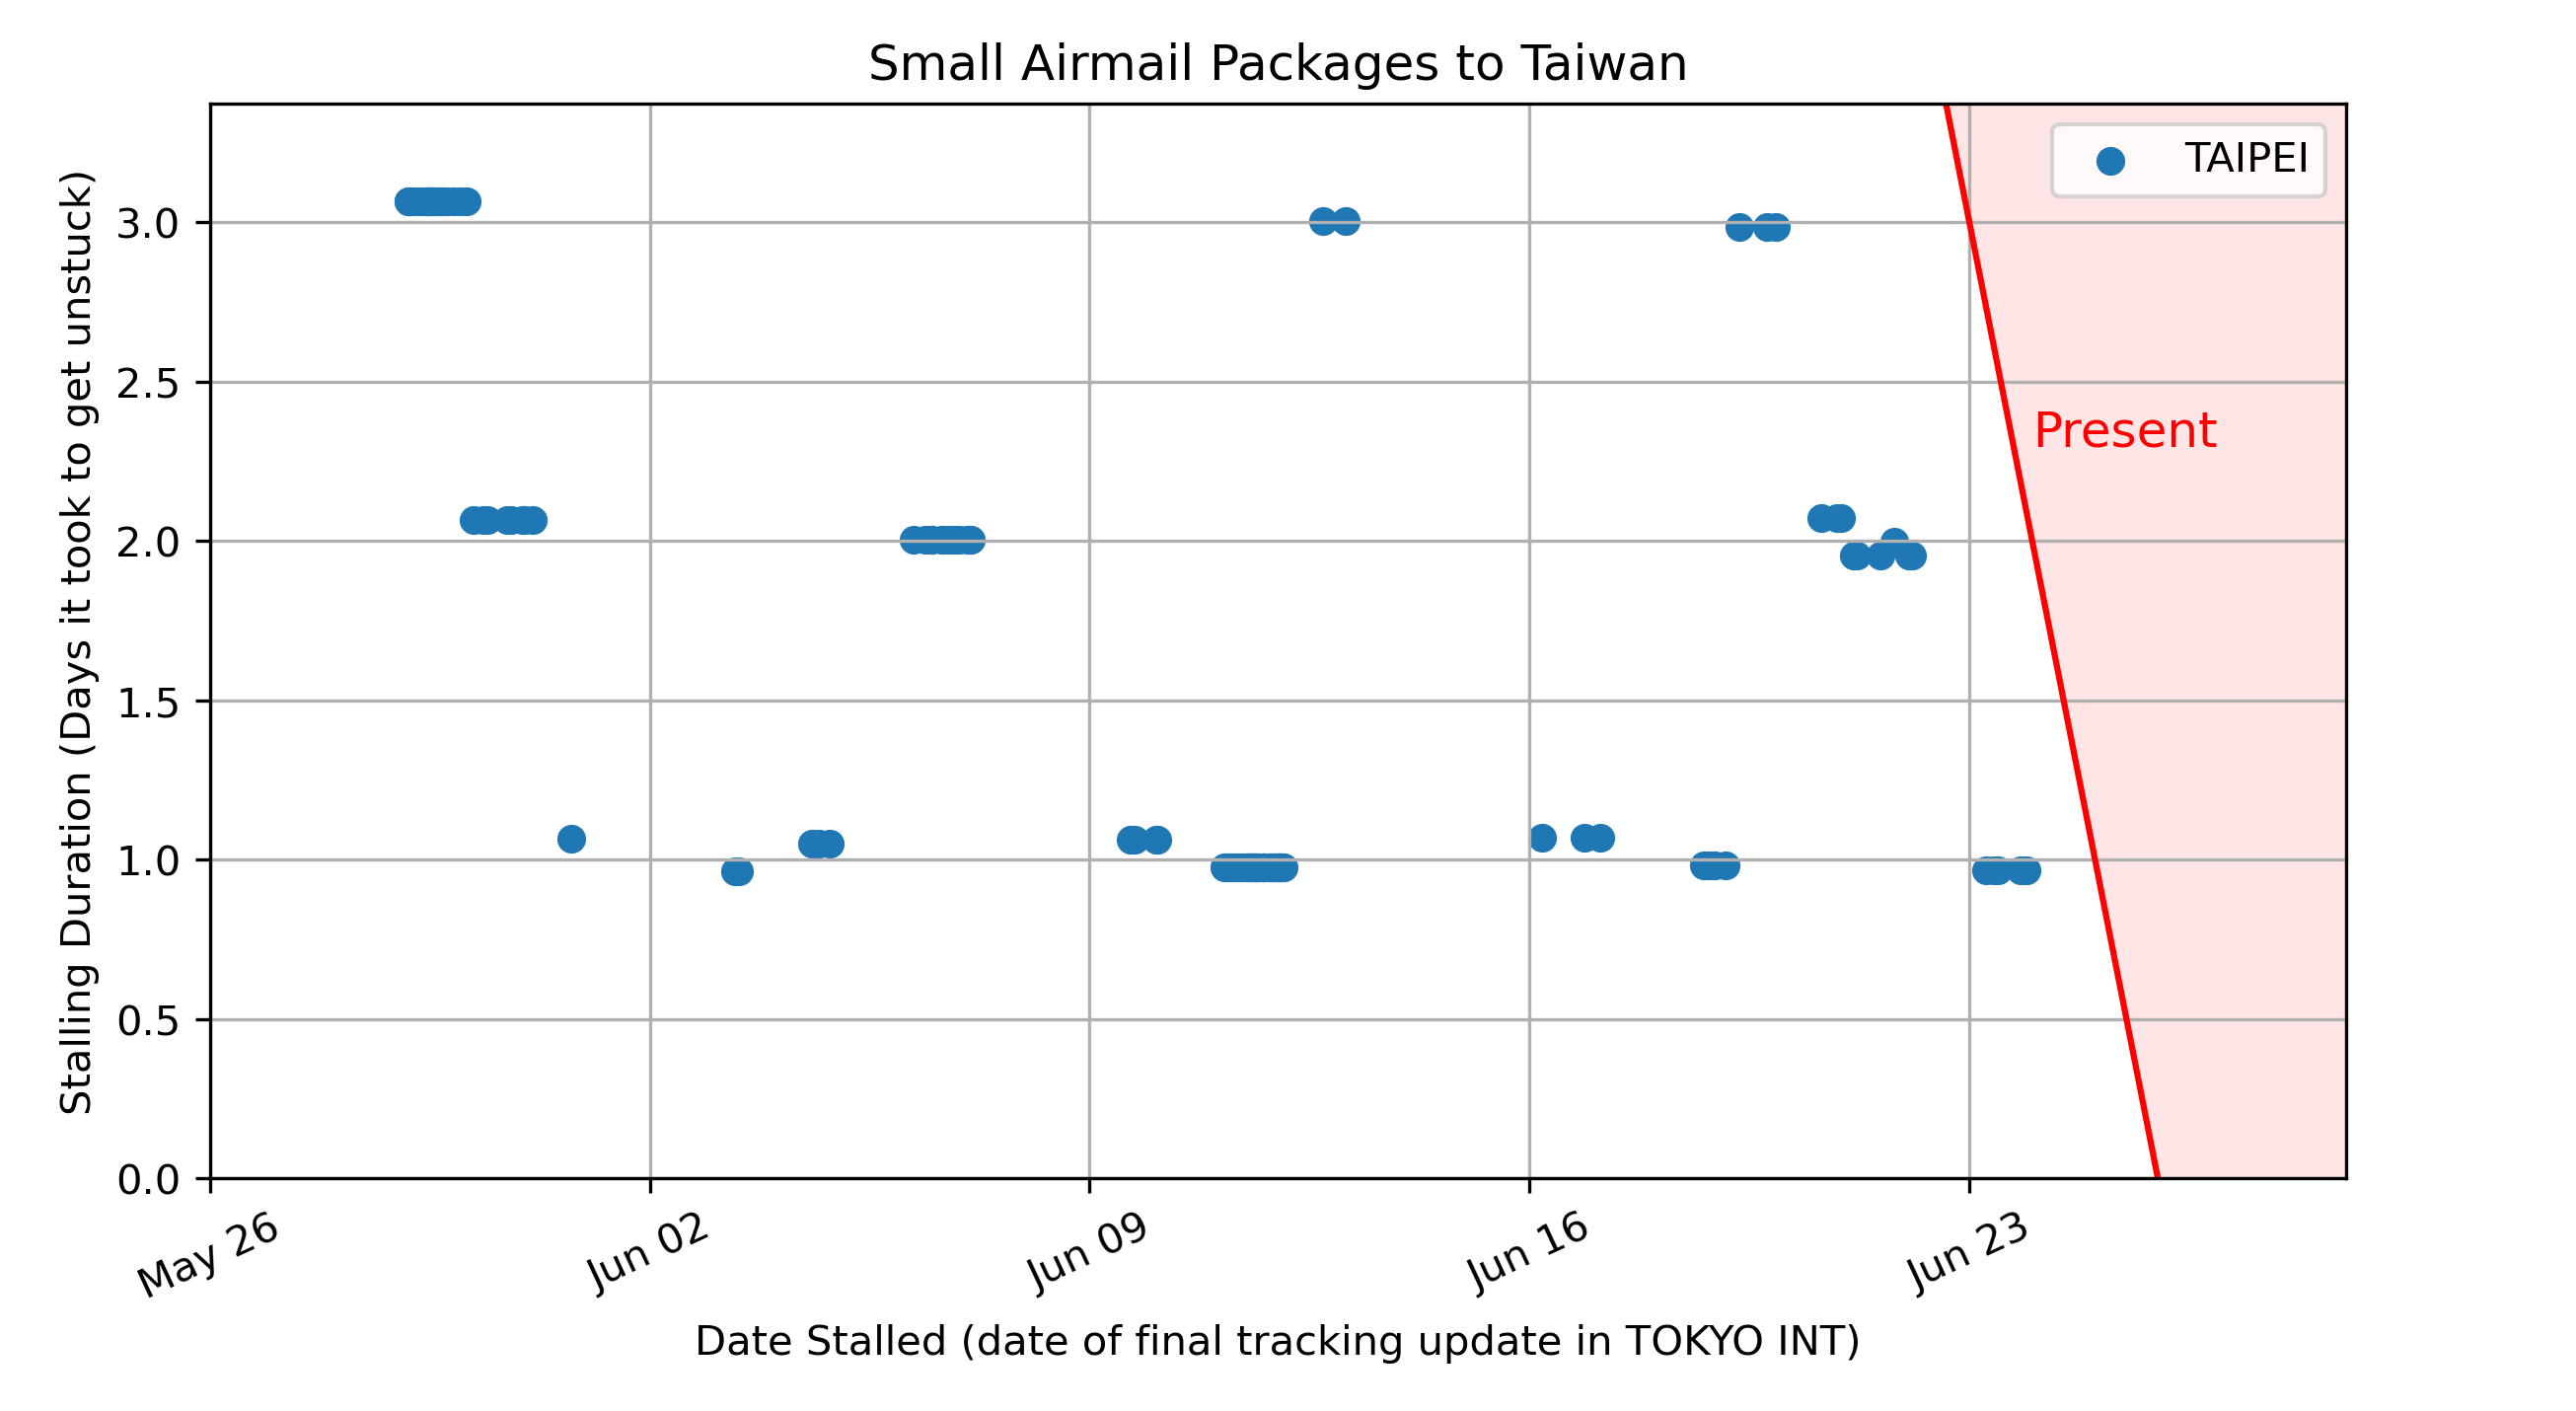 Small Airmail Packages to Taiwan
TAIPEI
Present
Stalling Duration (Days it took to get unstuck)
3.0
2.5
2.0
1.5
1.0
0.5
0.0
May 26
Jun 02
Jun 09
Jun 16
Jun 23
Date Stalled (date of final tracking update in TOKYO INT)